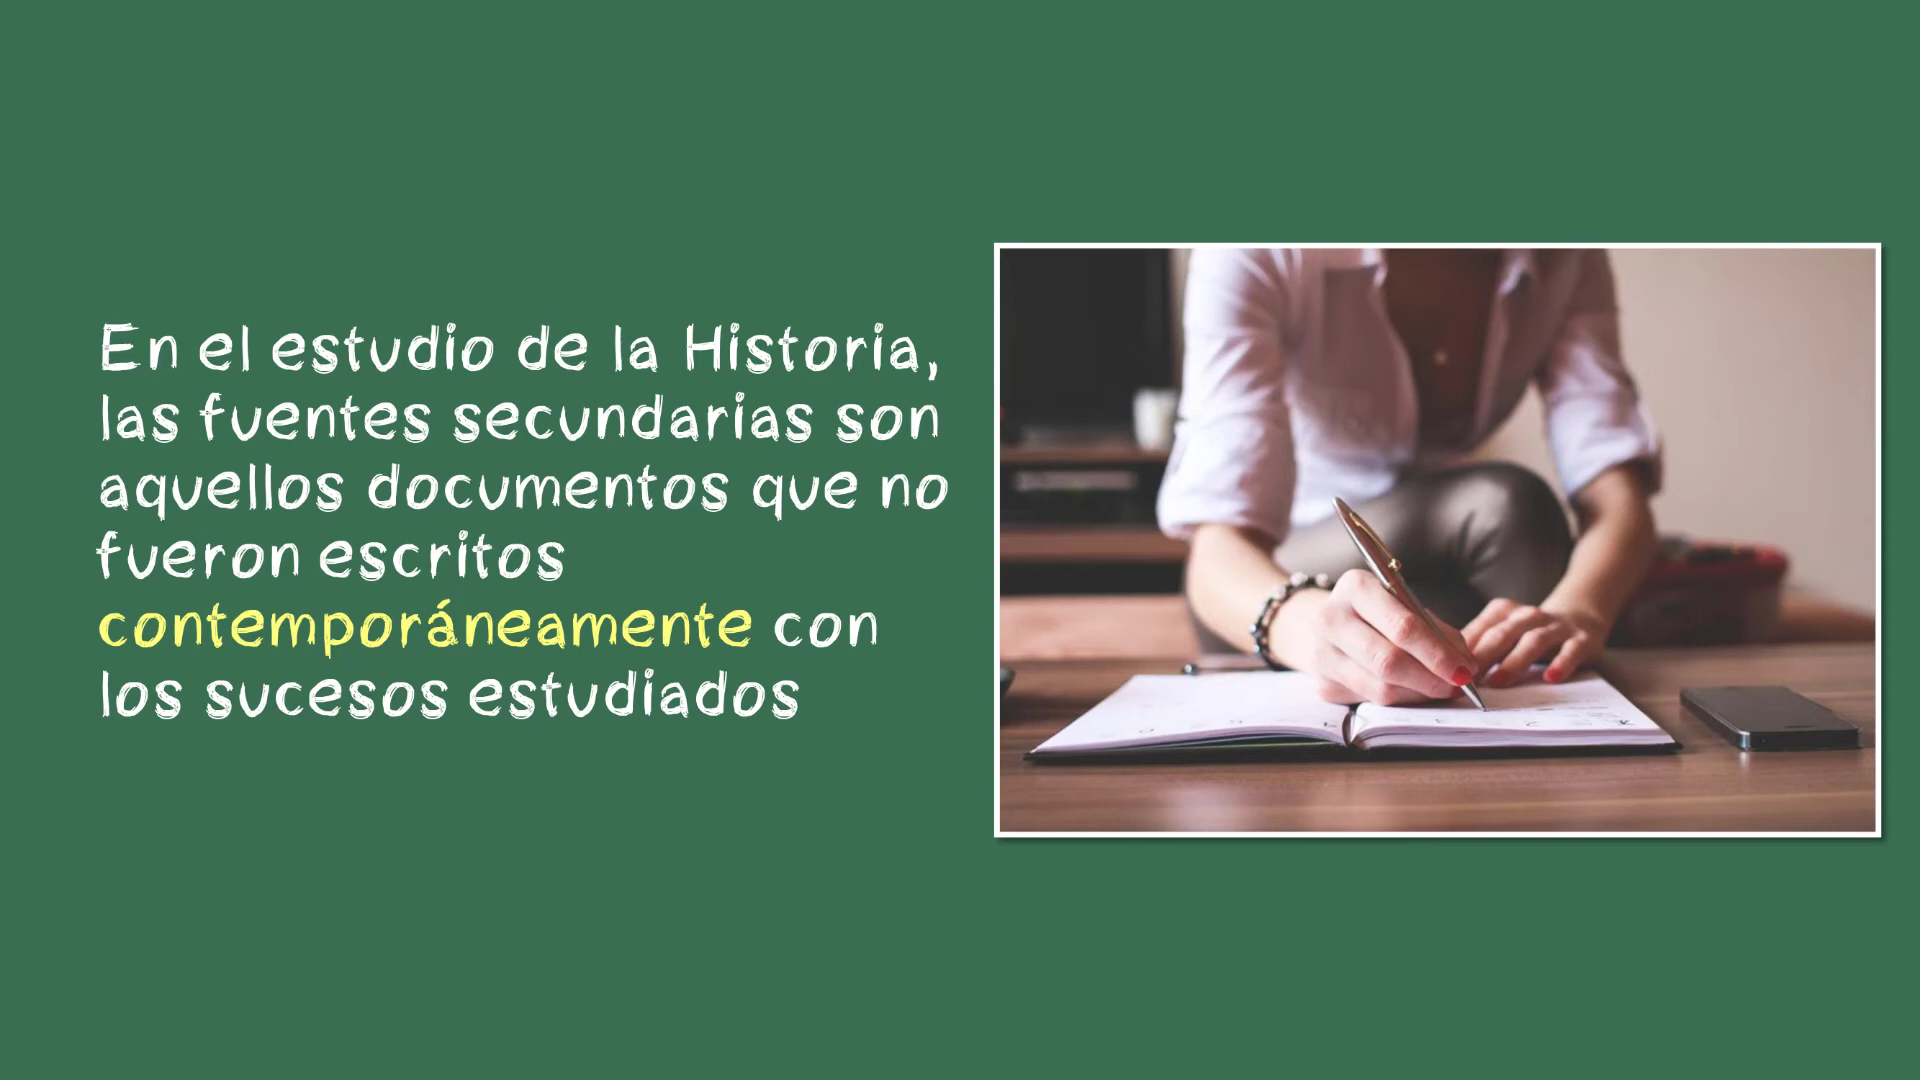 En el estudio de la Historia,
las fuentes secundarias son
aquellos documentos que no
fueron escritos
contemporáneamente con
los sucesos estudiados